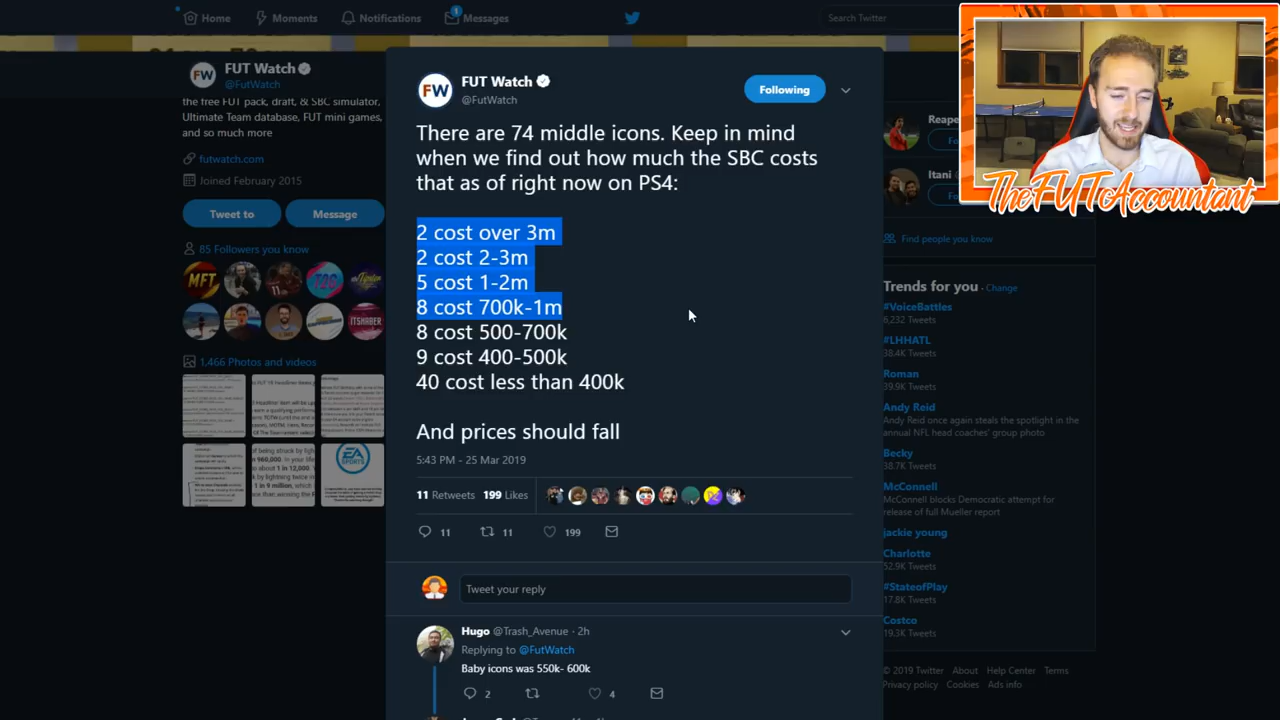 Home
Moments
Notifications
1
Messages
Search Twitter
FUT Watch
@FutWatch
the free FUT pack, draft, & SBC simulator,
Ultimate Team database, FUT mini games,
and so much more
futwatch.com
Joined February 2015
Tweet to
Message
85 Followers you know
MFT
1,466 Photos and videos
EA
SPORTS
FW
FW
FUT Watch
@FutWatch
Following
There are 74 middle icons. Keep in mind
when we find out how much the SBC costs
that as of right now on PS4:
2 cost over 3m
2 cost 2-3m
5 cost 1-2m
8 cost 700k-1m
8 cost 500-700k
9 cost 400-500k
40 cost less than 400k
And prices should fall
5:43 PM - 25 Mar 2019
11 Retweets 199 Likes
11
11
199
Tweet your reply
Hugo @Trash_Avenue · 2h
Replying to @FutWatch
Baby icons was 550k- 600k
2
4
TheFUTAccountant
Reape
Itani
Find people you know
Trends for you · Change
#VoiceBattles
6,232 Tweets
#LHHATL
38.4K Tweets
Roman
39.9K Tweets
Andy Reid
Andy Reid once again steals the spotlight in the
annual NFL head coaches' group photo
Becky
38.7K Tweets
McConnell
McConnell blocks Democratic attempt for
release of full Mueller report
jackie young
Charlotte
52.9K Tweets
#StateofPlay
17.8K Tweets
Costco
19.3K Tweets
© 2019 Twitter About Help Center Terms
Privacy policy Cookies Ads info